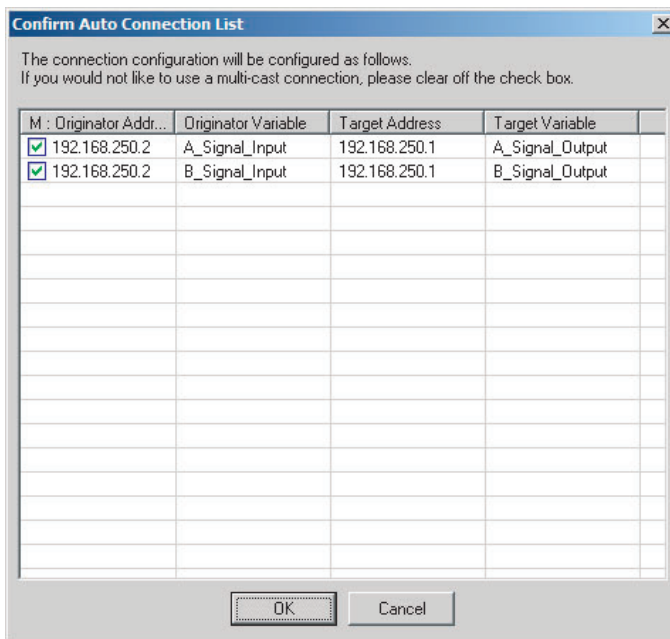 Confirm Auto Connection List
The connection configuration will be configured as follows.
If you would not like to use a multi-cast connection, please clear off the check box.
M : Originator Addr... Originator Variable Target Address Target Variable
192.168.250.2 A_Signal_Input 192.168.250.1 A_Signal_Output
192.168.250.2 B_Signal_Input 192.168.250.1 B_Signal_Output
OK Cancel